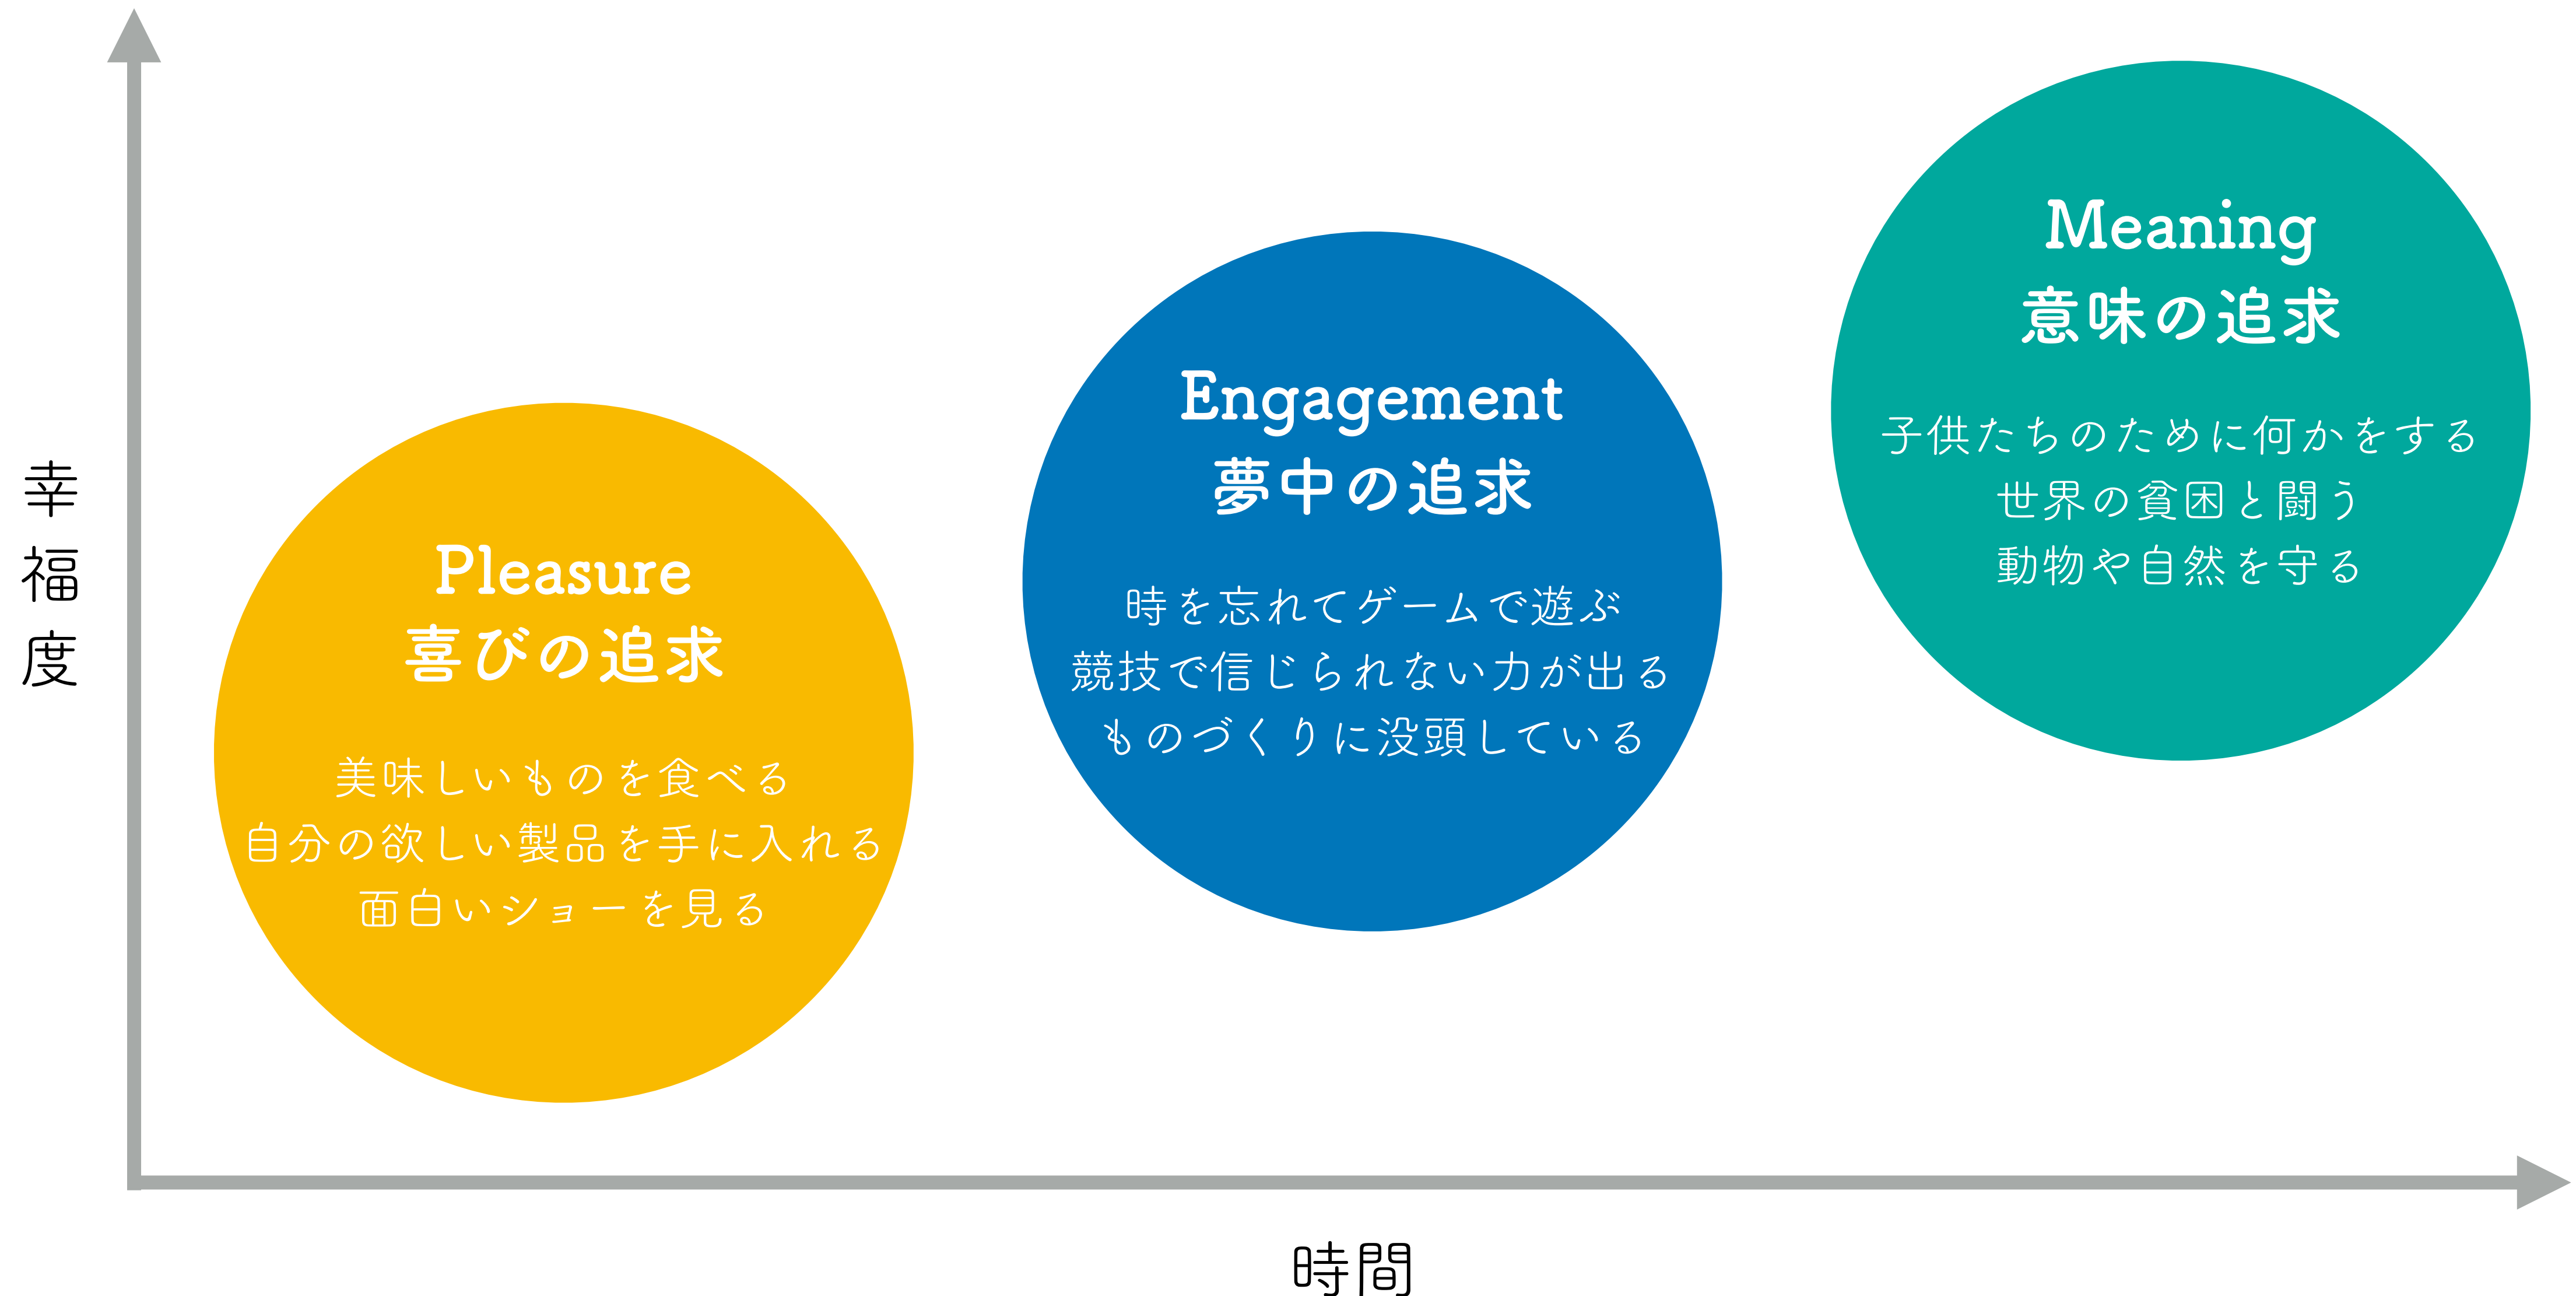 幸福度
Pleasure
喜びの追求
美味しいものを食べる
自分の欲しい製品を手に入れる
面白いショーを見る
Engagement
夢中の追求
時を忘れてゲームで遊ぶ
競技で信じられない力が出る
ものづくりに没頭している
Meaning
意味の追求
子供たちのために何かをする
世界の貧困と闘う
動物や自然を守る
時間